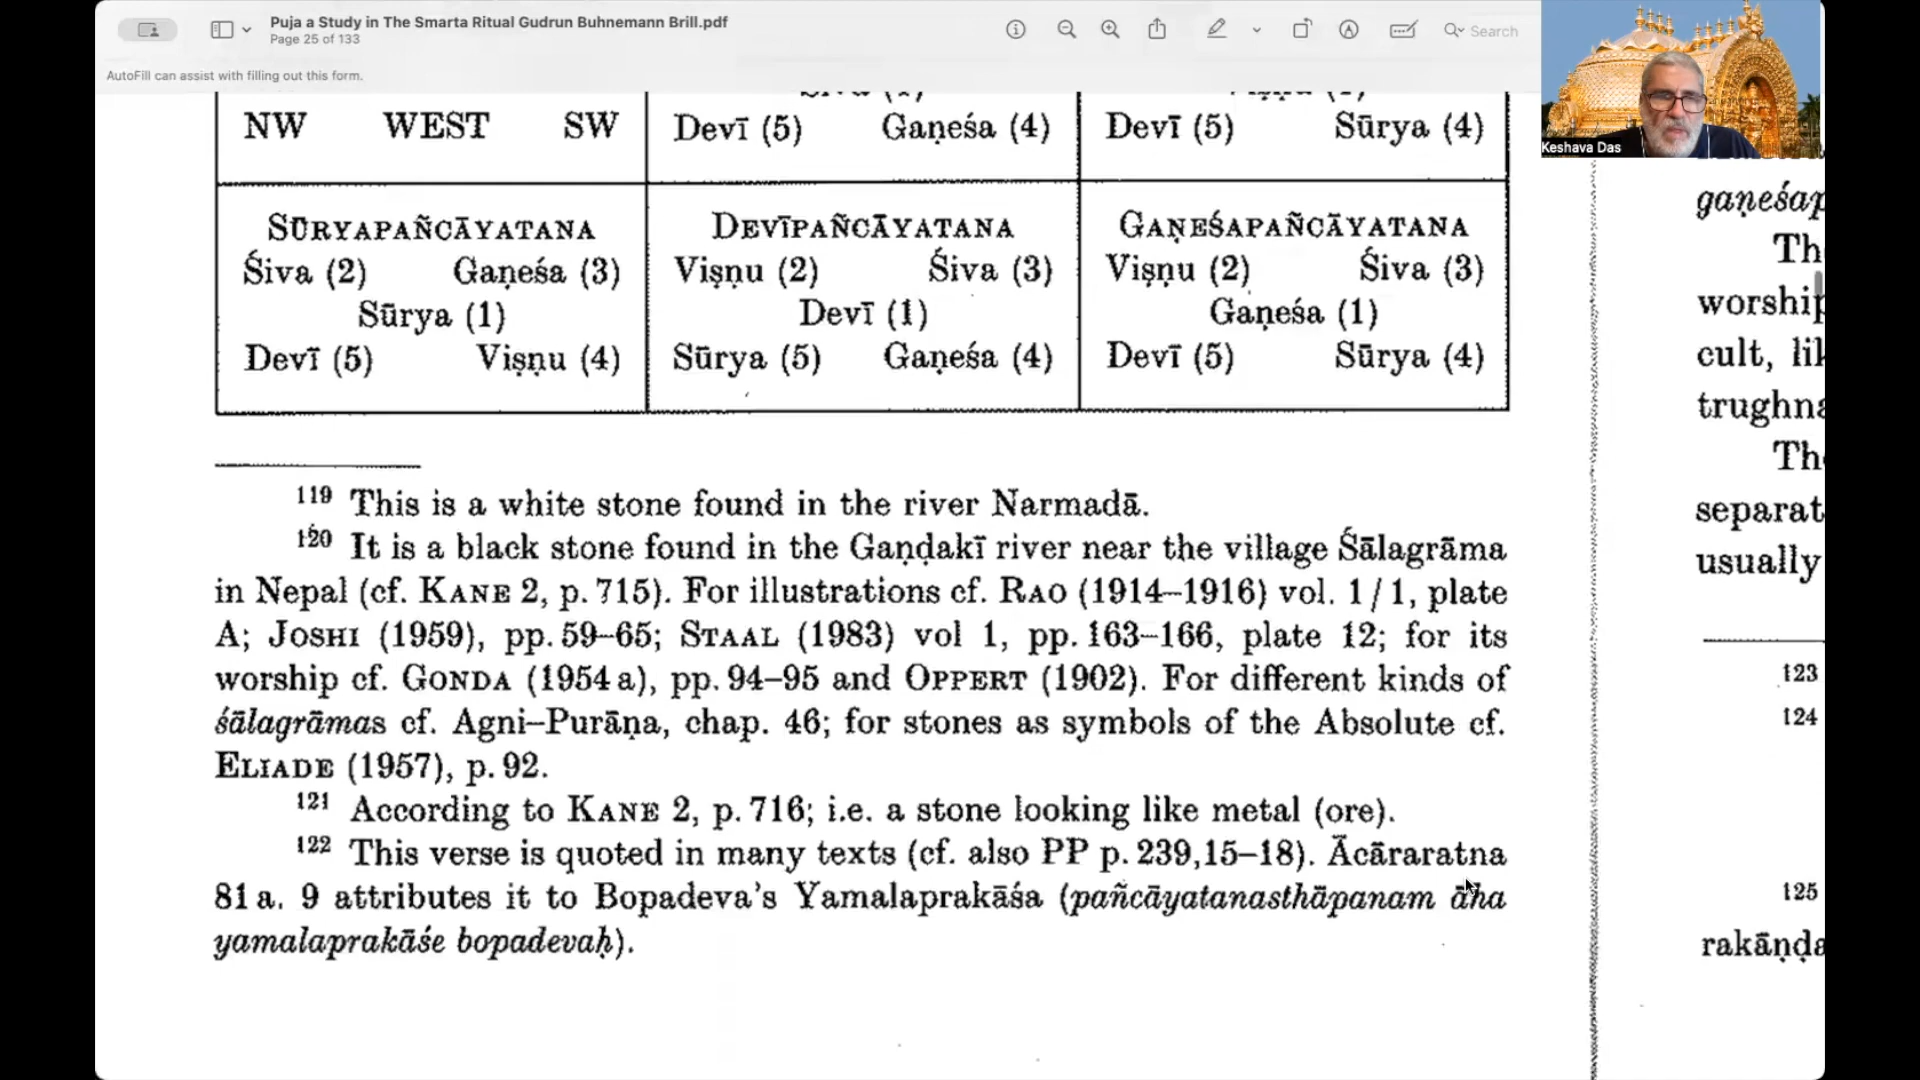 Puja a Study in The Smarta Ritual Gudrun Buhnemann Brill.pdf
Page 25 of 133
Search
AutoFill can assist with filling out this form.
Keshava Das
NW WEST SW
Devī (5) Gaṇeśa (4)
Devī (5) Sūrya (4)
SŪRYAPAÑCĀYATANA
Śiva (2) Gaṇeśa (3)
Sūrya (1)
Devī (5) Viṣṇu (4)
DEVĪPAÑCĀYATANA
Viṣṇu (2) Śiva (3)
Devī (1)
Sūrya (5) Gaṇeśa (4)
GAṆEŚAPAÑCĀYATANA
Viṣṇu (2) Śiva (3)
Gaṇeśa (1)
Devī (5) Sūrya (4)
119 This is a white stone found in the river Narmadā.
120 It is a black stone found in the Gaṇḍakī river near the village Śālagrāma
in Nepal (cf. KANE 2, p. 715). For illustrations cf. RAO (1914–1916) vol. 1/1, plate
A; JOSHI (1959), pp. 59–65; STAAL (1983) vol 1, pp. 163–166, plate 12; for its
worship cf. GONDA (1954 a), pp. 94–95 and OPPERT (1902). For different kinds of
śālagrāmas cf. Agni–Purāṇa, chap. 46; for stones as symbols of the Absolute cf.
ELIADE (1957), p. 92.
121 According to KANE 2, p. 716; i.e. a stone looking like metal (ore).
122 This verse is quoted in many texts (cf. also PP p. 239,15–18). Ācāraratna
81 a. 9 attributes it to Bopadeva's Yamalaprakāśa (pañcāyatanasthāpanam āha
yamalaprakāśe bopadevaḥ).
gaṇeśap
Th
worship
cult, lik
trughna
Th
separat
usually
123
124
125
rakāṇḍa